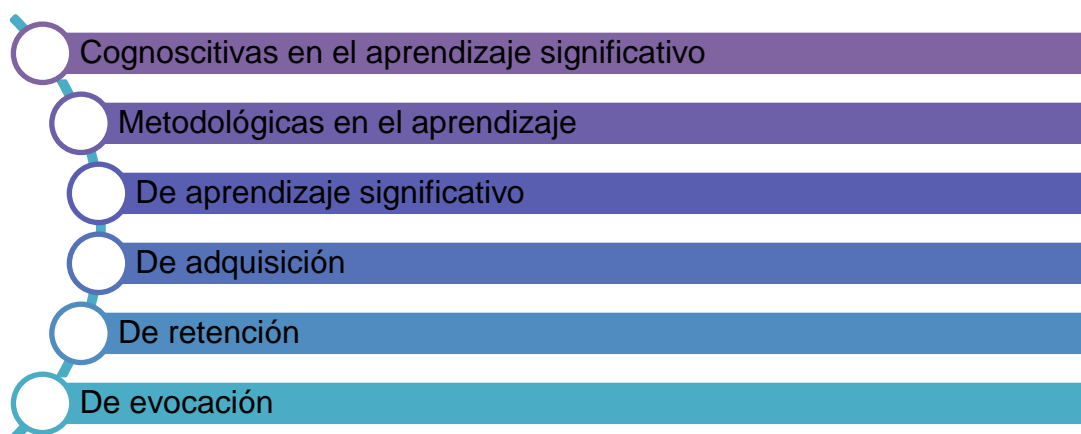 Cognoscitivas en el aprendizaje significativo
Metodológicas en el aprendizaje
De aprendizaje significativo
De adquisición
De retención
De evocación